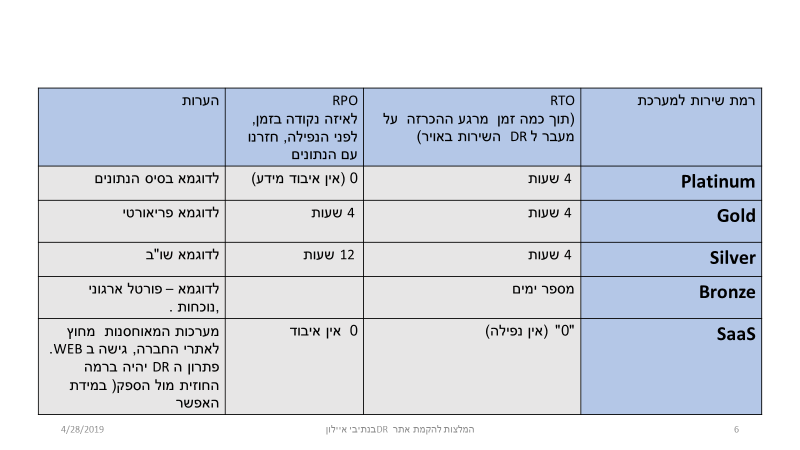 רמת שירות למערכת
RTO
(תוך כמה זמן מרגע ההכרזה על
מעבר ל DR השירות באויר)
RPO
לאיזה נקודה בזמן,
לפני הנפילה, חזרנו
עם הנתונים
הערות
Platinum
4 שעות
0 (אין איבוד מידע)
לדוגמא בסיס הנתונים
Gold
4 שעות
4 שעות
לדוגמא פריאורטי
Silver
4 שעות
12 שעות
לדוגמא שו"ב
Bronze
מספר ימים
לדוגמא – פורטל ארגוני
,נוכחות .
SaaS
"0" (אין נפילה)
0 אין איבוד
מערכות המאוחסנות מחוץ
לאתרי החברה, גישה ב WEB.
פתרון ה DR יהיה ברמה
החוזית מול הספק( במידת
האפשר
4/28/2019
המלצות להקמת אתר DRבנתיבי איילון
6